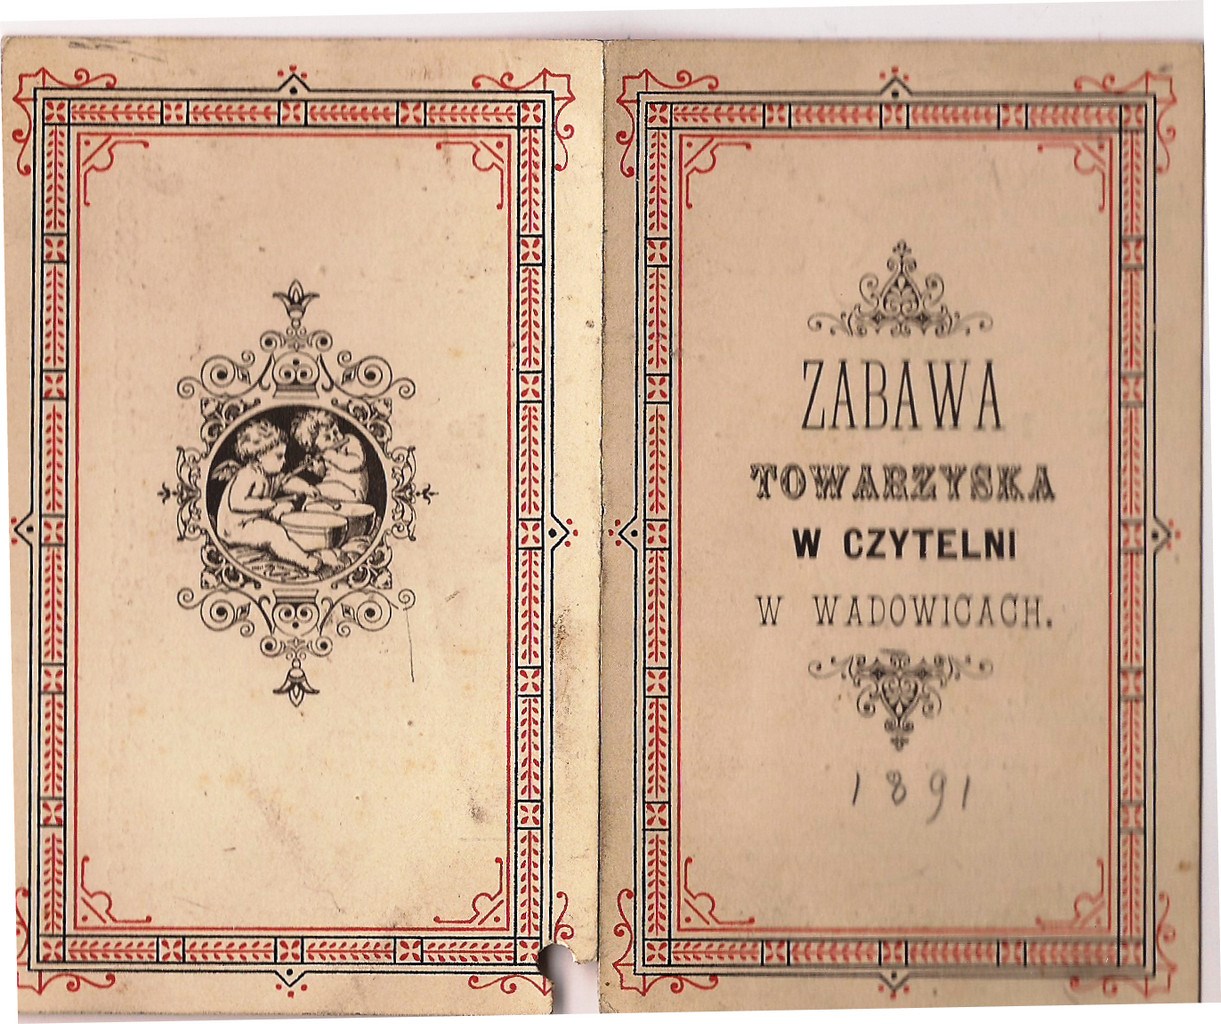 ZABAWA
TOWARZYSKA
W CZYTELNI
W WADOWICACH.
1891